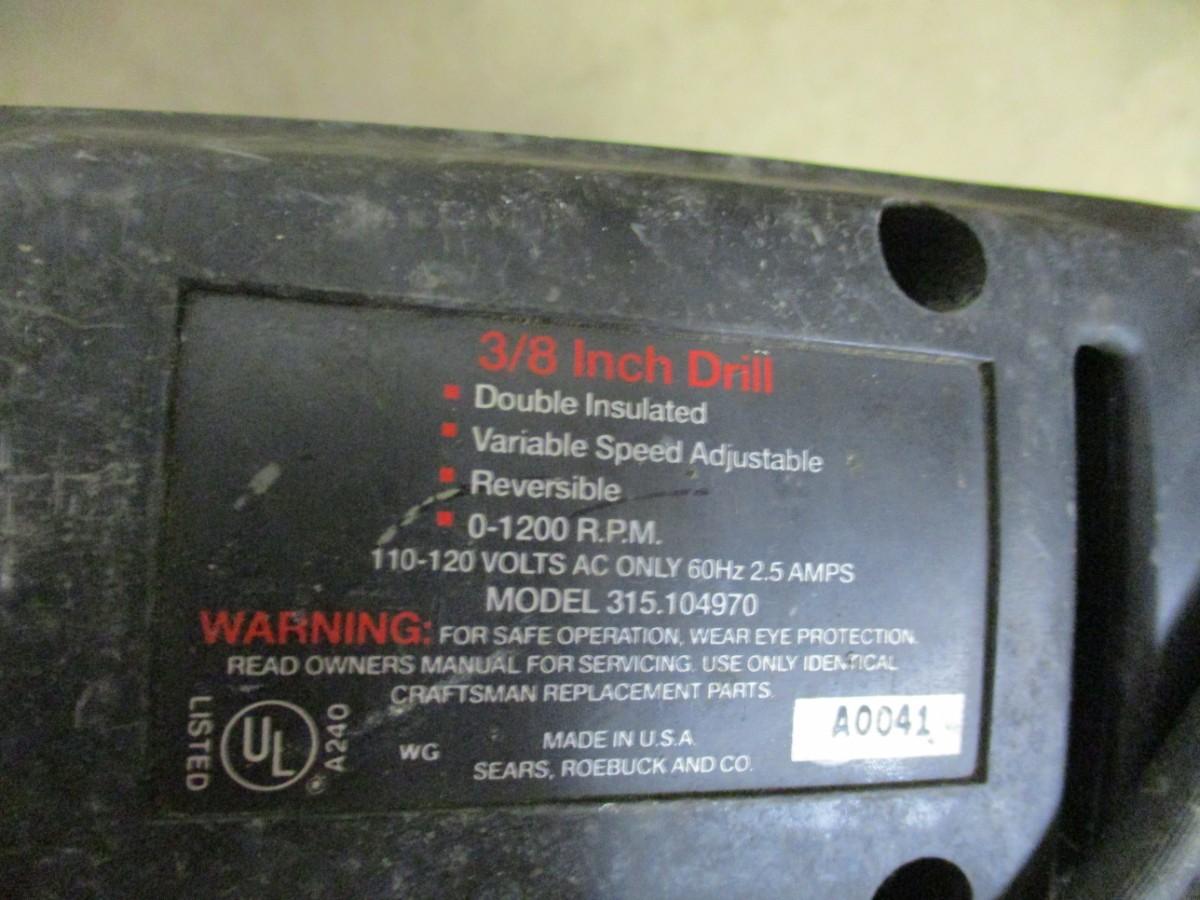 3/8 Inch Drill
Double Insulated
Variable Speed Adjustable
Reversible
0-1200 R.P.M.
110-120 VOLTS AC ONLY 60Hz 2.5 AMPS
MODEL 315.104970
WARNING: FOR SAFE OPERATION, WEAR EYE PROTECTION.
READ OWNERS MANUAL FOR SERVICING. USE ONLY IDENTICAL
CRAFTSMAN REPLACEMENT PARTS.
LISTED
UL
®
A240
WG
MADE IN U.S.A.
SEARS, ROEBUCK AND CO.
A0041